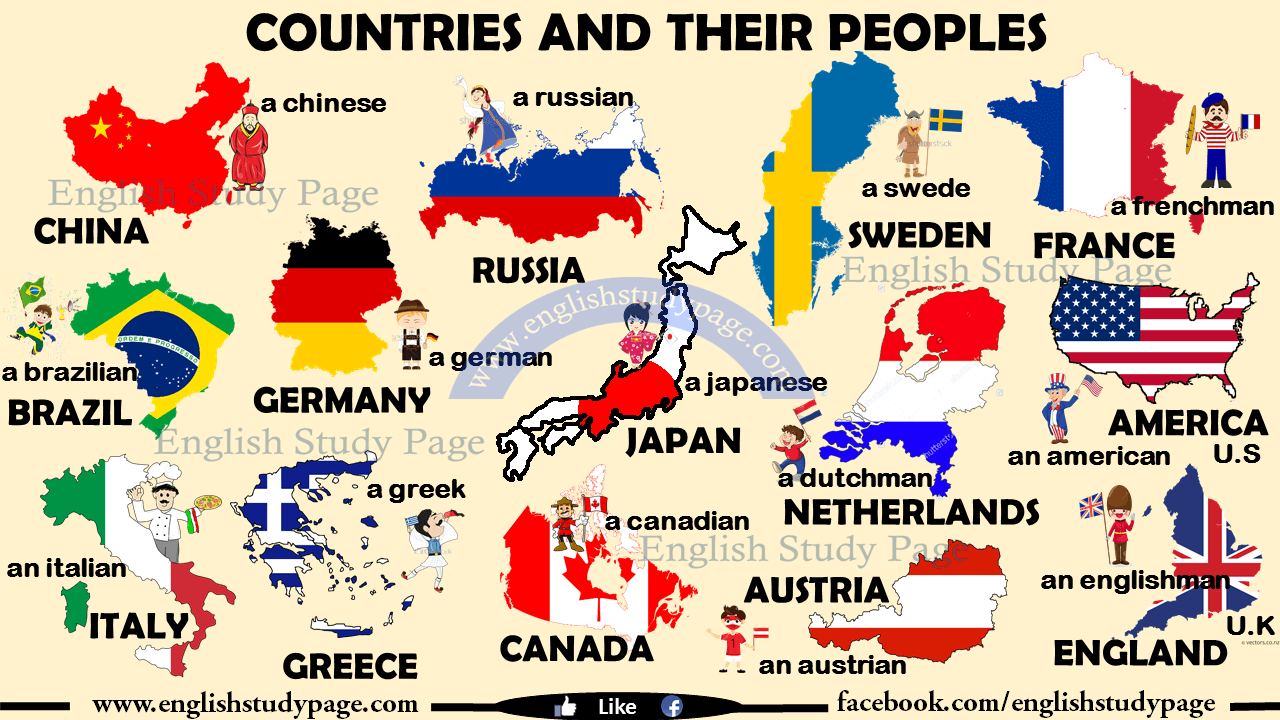 COUNTRIES AND THEIR PEOPLES
a chinese
English Study Page
CHINA
a russian
RUSSIA
a swede
SWEDEN
a frenchman
FRANCE
English Study Page
a brazilian
BRAZIL
ORDEM E PROGRESSO
a german
GERMANY
www.englishstudypage.com
a japanese
JAPAN
a dutchman
NETHERLANDS
an american
AMERICA
U.S
English Study Page
an italian
ITALY
a greek
GREECE
a canadian
CANADA
English Study Page
AUSTRIA
an austrian
an englishman
ENGLAND
U.K
www.englishstudypage.com
Like
facebook.com/englishstudypage